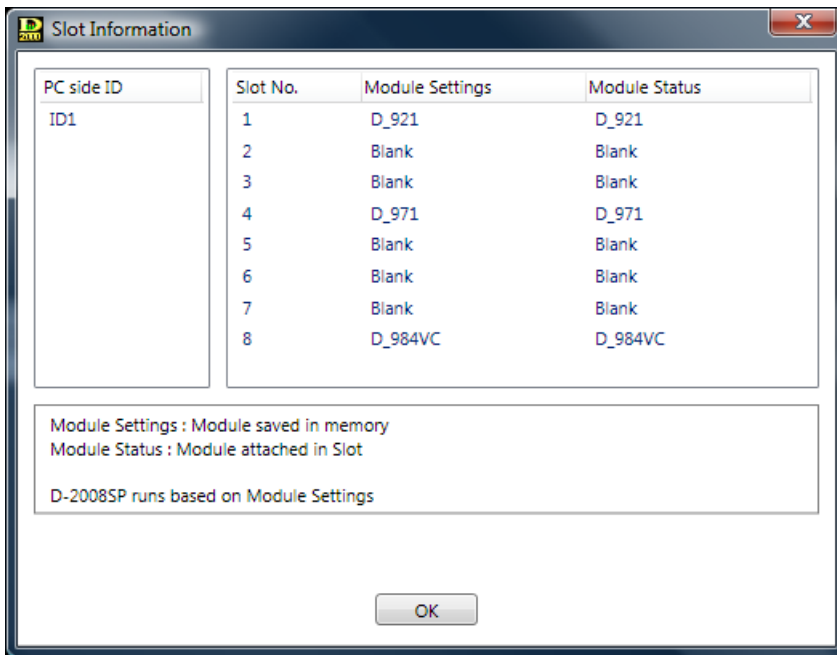 Slot Information
PC side ID
ID1
Slot No. Module Settings Module Status
1 D_921 D_921
2 Blank Blank
3 Blank Blank
4 D_971 D_971
5 Blank Blank
6 Blank Blank
7 Blank Blank
8 D_984VC D_984VC
Module Settings : Module saved in memory
Module Status : Module attached in Slot
D-2008SP runs based on Module Settings
OK